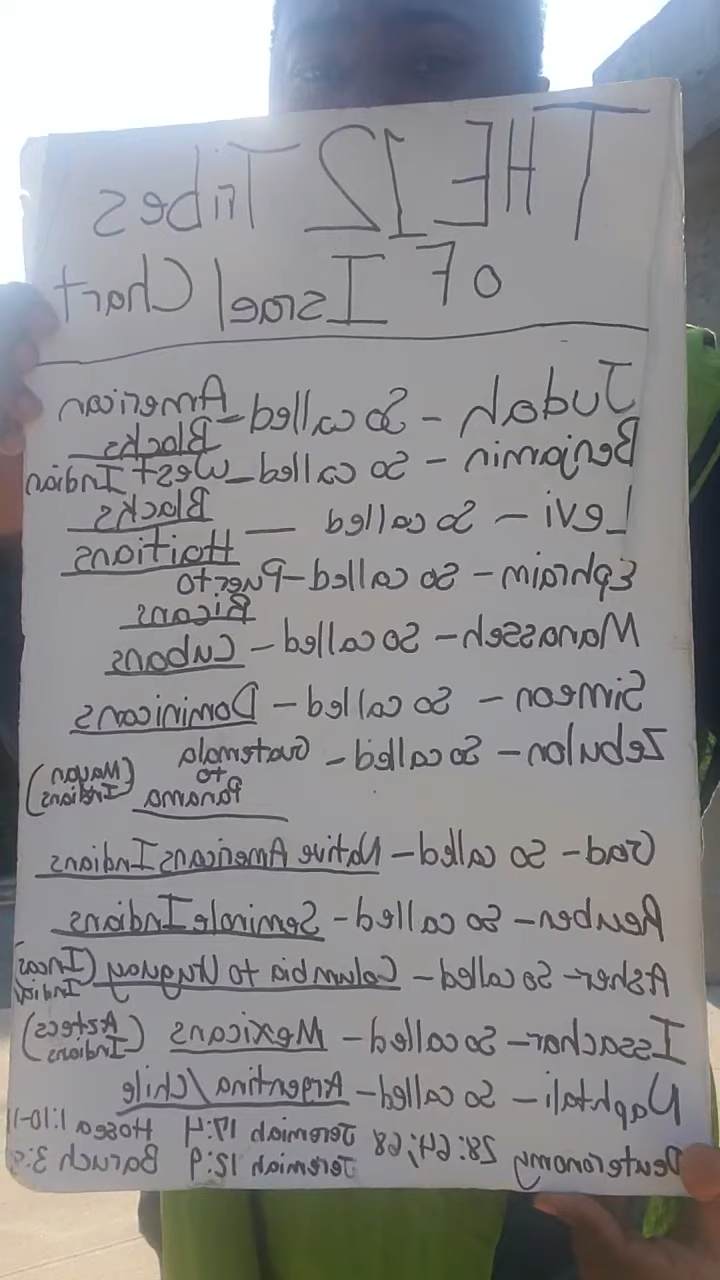 THE 12 Tribes
of Israel Chart
Judah - So called - American
Blacks
Benjamin - So called - West Indian
Blacks
Levi - So called - Haitians
Ephraim - So called - Puerto
Ricans
Manasseh - So called - Cubans
Simeon - So called - Dominicans
Zebulon - So called - Guatemala
to
Panama
(Mayan
Indians)
Gad - So called - Native Americans Indians
Reuben - So called - Seminole Indians
Asher - So called - Columbia to Uruguay (Incas
Indian
Issachar - So called - Mexicans (Aztecs
Indians)
Naphtali - So called - Argentina/Chile
Deuteronomy 28:64,68 Jeremiah 17:4 Hosea 1:10-11
Jeremiah 12:9 Baruch